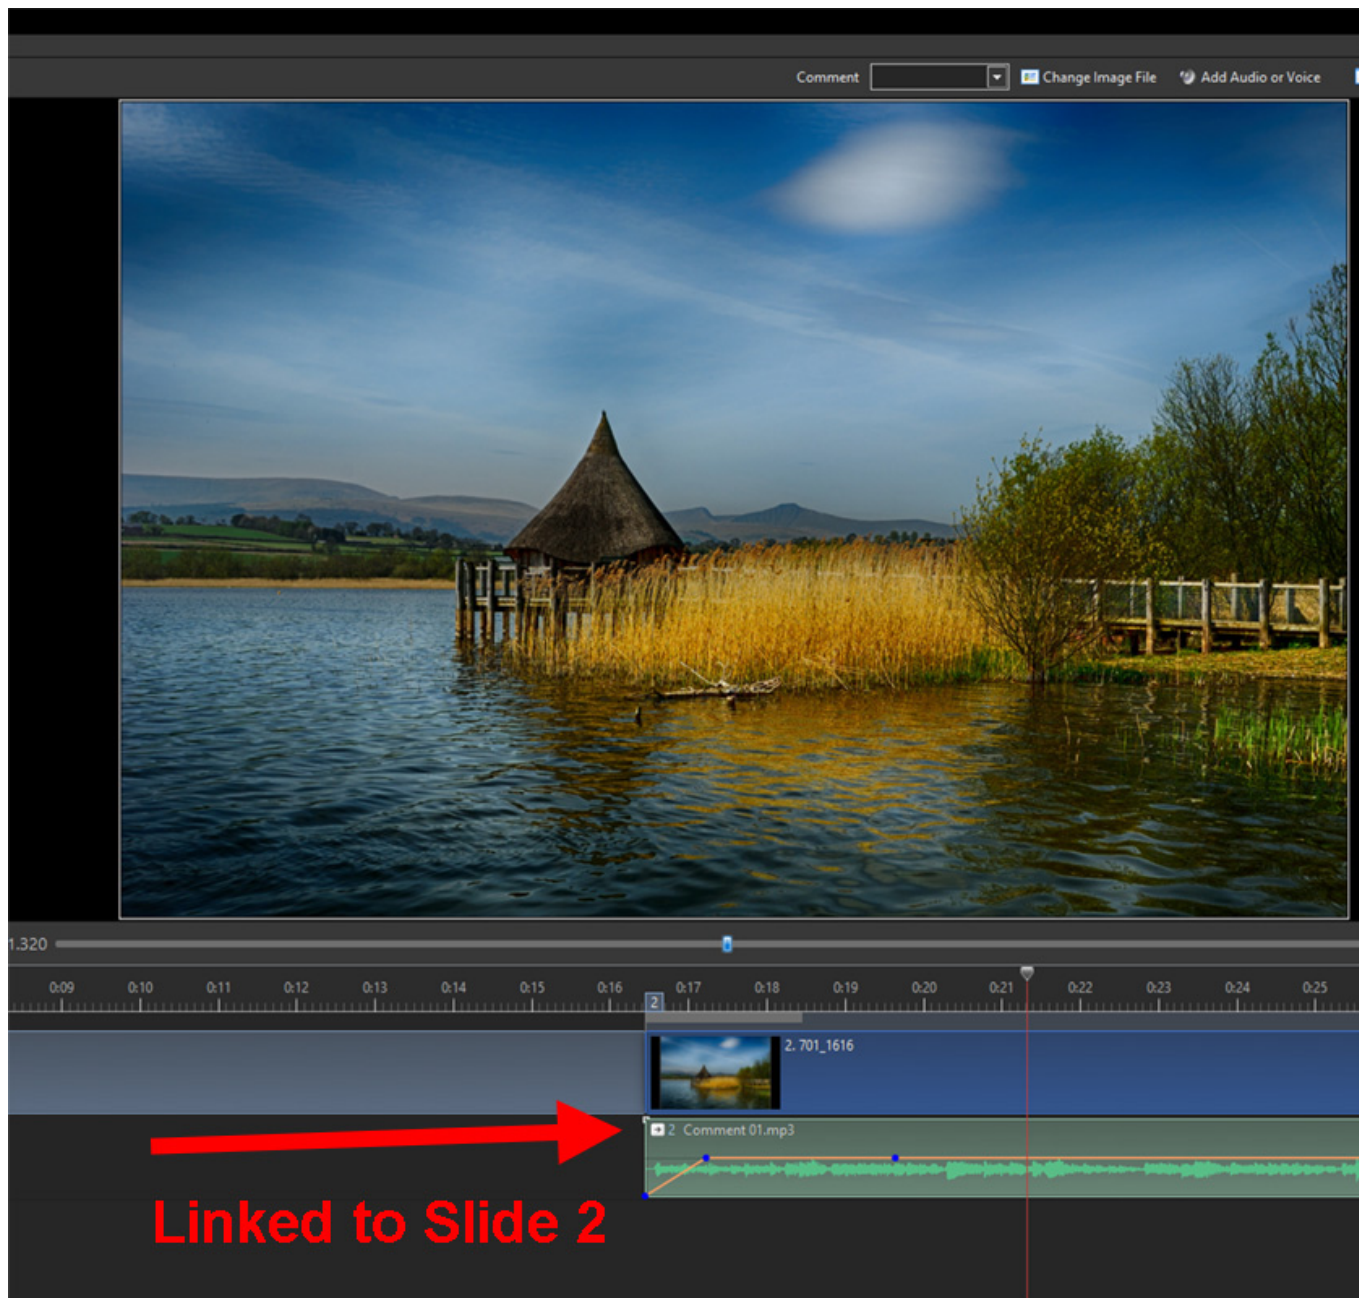 Comment Change Image File Add Audio or Voice
1.320
0:09 0:10 0:11 0:12 0:13 0:14 0:15 0:16 0:17 0:18 0:19 0:20 0:21 0:22 0:23 0:24 0:25
2
2. 701_1616
2 Comment 01.mp3
Linked to Slide 2